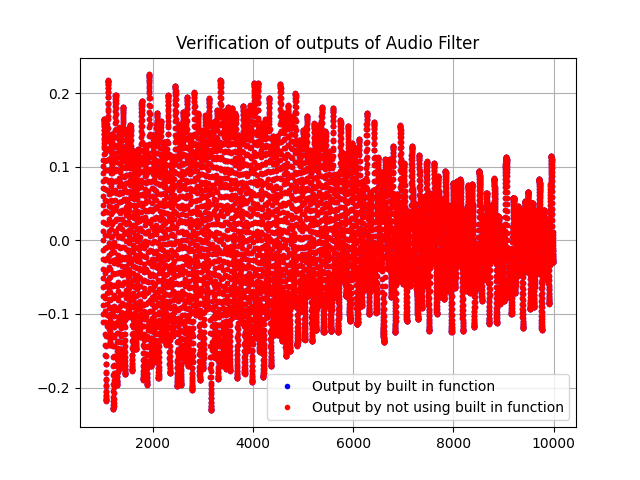 Verification of outputs of Audio Filter
0.2
0.1
0.0
−0.1
−0.2
Output by built in function
Output by not using built in function
2000 4000 6000 8000 10000